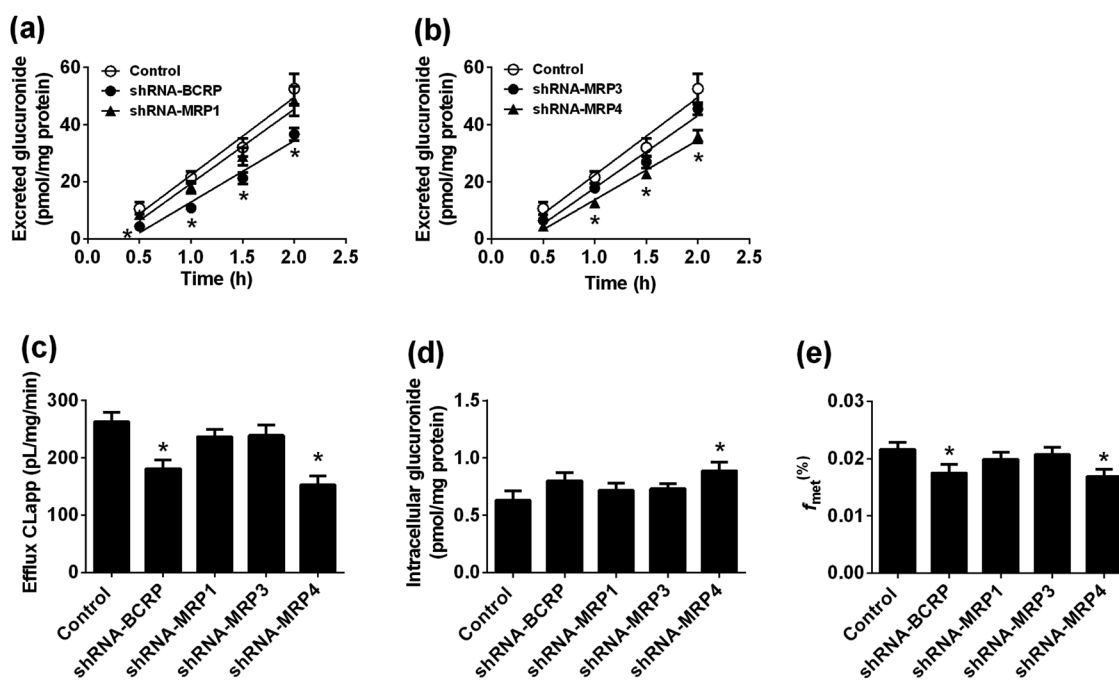 (a)
Excreted glucuronide
(pmol/mg protein)
60
40
20
0
Control
shRNA-BCRP
shRNA-MRP1
*
*
*
*
0.0 0.5 1.0 1.5 2.0 2.5
Time (h)
(b)
Excreted glucuronide
(pmol/mg protein)
60
40
20
0
Control
shRNA-MRP3
shRNA-MRP4
*
*
*
0.0 0.5 1.0 1.5 2.0 2.5
Time (h)
(c)
Efflux CLapp (pL/mg/min)
300
200
100
0
*
*
Control
shRNA-BCRP
shRNA-MRP1
shRNA-MRP3
shRNA-MRP4
(d)
Intracellular glucuronide
(pmol/mg protein)
1.5
1.0
0.5
0.0
*
Control
shRNA-BCRP
shRNA-MRP1
shRNA-MRP3
shRNA-MRP4
(e)
fmet(%)
0.03
0.02
0.01
0.00
*
*
Control
shRNA-BCRP
shRNA-MRP1
shRNA-MRP3
shRNA-MRP4